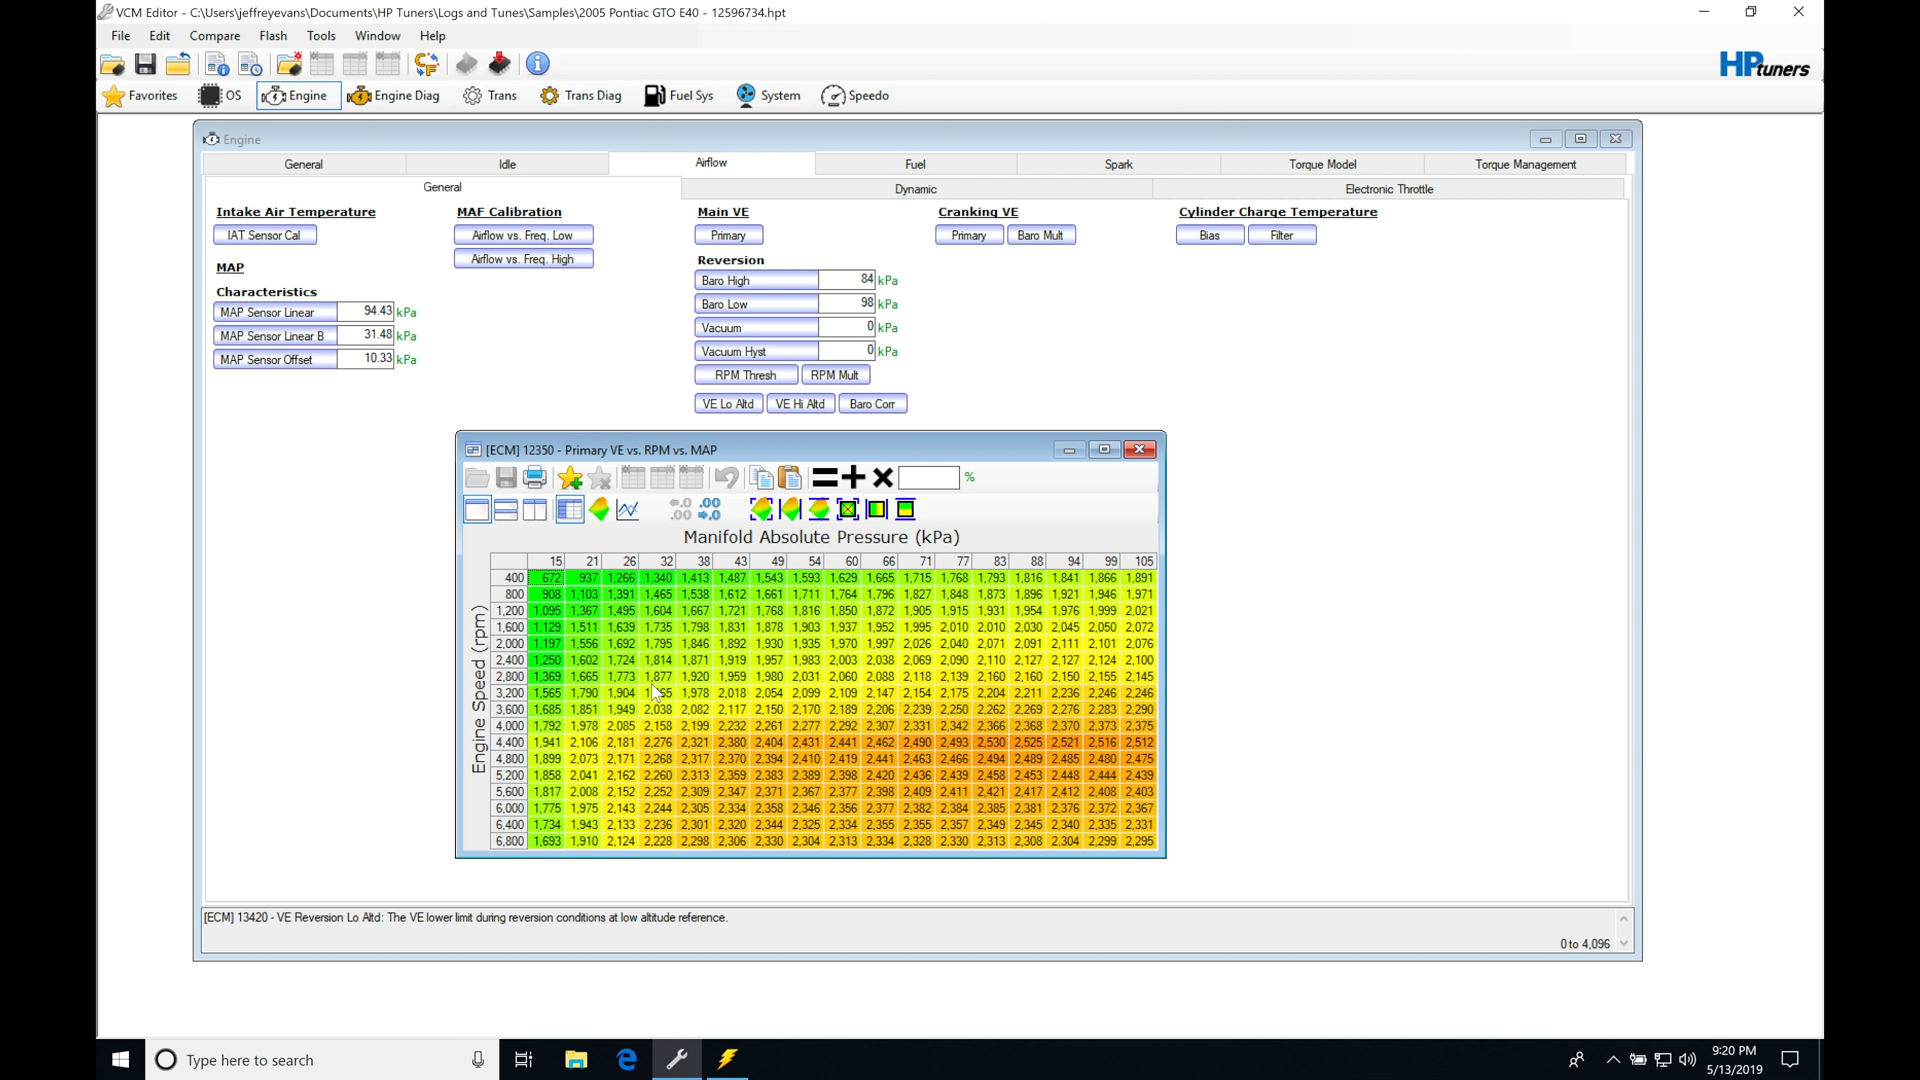 VCM Editor - C:\Users\jeffreyevans\Documents\HP Tuners\Logs and Tunes\Samples\2005 Pontiac GTO E40 - 12596734.hpt
File Edit Compare Flash Tools Window Help
HPtuners
Favorites OS Engine Engine Diag Trans Trans Diag Fuel Sys System Speedo
Engine
General Idle Airflow Fuel Spark Torque Model Torque Management
General Dynamic Electronic Throttle
Intake Air Temperature MAF Calibration Main VE Cranking VE Cylinder Charge Temperature
IAT Sensor Cal Airflow vs. Freq. Low Primary Primary Baro Mult Bias Filter
Airflow vs. Freq. High Reversion
MAP
Baro High 84 kPa
Characteristics
Baro Low 98 kPa
MAP Sensor Linear 94.43 kPa
Vacuum 0 kPa
MAP Sensor Linear B 31.48 kPa
Vacuum Hyst 0 kPa
MAP Sensor Offset 10.33 kPa
RPM Thresh RPM Mult
VE Lo Altd VE Hi Altd Baro Corr
[ECM] 12350 - Primary VE vs. RPM vs. MAP
%
Manifold Absolute Pressure (kPa)
Engine Speed (rpm)
15 21 26 32 38 43 49 54 60 66 71 77 83 88 94 99 105
400 672 937 1,266 1,340 1,413 1,487 1,543 1,593 1,629 1,665 1,715 1,768 1,793 1,816 1,841 1,866 1,891
800 908 1,103 1,391 1,465 1,538 1,612 1,661 1,711 1,764 1,796 1,827 1,848 1,873 1,896 1,921 1,946 1,971
1,200 1,095 1,367 1,495 1,604 1,667 1,721 1,768 1,816 1,850 1,872 1,905 1,915 1,931 1,954 1,976 1,999 2,021
1,600 1,129 1,511 1,639 1,735 1,798 1,831 1,878 1,903 1,937 1,952 1,995 2,010 2,010 2,030 2,045 2,050 2,072
2,000 1,197 1,556 1,692 1,795 1,846 1,892 1,930 1,935 1,970 1,997 2,026 2,040 2,071 2,091 2,111 2,101 2,076
2,400 1,250 1,602 1,724 1,814 1,871 1,919 1,957 1,983 2,003 2,038 2,069 2,090 2,110 2,127 2,127 2,124 2,100
2,800 1,369 1,665 1,773 1,877 1,920 1,959 1,980 2,031 2,060 2,088 2,118 2,139 2,160 2,160 2,150 2,155 2,145
3,200 1,565 1,790 1,904 1,978 2,018 2,054 2,099 2,109 2,147 2,154 2,175 2,204 2,211 2,236 2,246 2,246
3,600 1,685 1,851 1,949 2,038 2,082 2,117 2,150 2,170 2,189 2,206 2,239 2,250 2,262 2,269 2,276 2,283 2,290
4,000 1,792 1,978 2,085 2,158 2,199 2,232 2,261 2,277 2,292 2,307 2,331 2,342 2,366 2,368 2,370 2,373 2,375
4,400 1,941 2,106 2,181 2,276 2,321 2,380 2,404 2,431 2,441 2,462 2,490 2,493 2,530 2,525 2,521 2,516 2,512
4,800 1,899 2,073 2,171 2,268 2,317 2,370 2,394 2,410 2,419 2,441 2,463 2,466 2,494 2,489 2,485 2,480 2,475
5,200 1,858 2,041 2,162 2,260 2,313 2,359 2,383 2,389 2,398 2,420 2,436 2,439 2,458 2,453 2,448 2,444 2,439
5,600 1,817 2,008 2,152 2,252 2,309 2,347 2,371 2,367 2,377 2,398 2,409 2,411 2,421 2,417 2,412 2,408 2,403
6,000 1,775 1,975 2,143 2,244 2,305 2,334 2,358 2,346 2,356 2,377 2,382 2,384 2,385 2,381 2,376 2,372 2,367
6,400 1,734 1,943 2,133 2,236 2,301 2,320 2,344 2,325 2,334 2,355 2,355 2,357 2,349 2,345 2,340 2,335 2,331
6,800 1,693 1,910 2,124 2,228 2,298 2,306 2,330 2,304 2,313 2,334 2,328 2,330 2,313 2,308 2,304 2,299 2,295
[ECM] 13420 - VE Reversion Lo Altd: The VE lower limit during reversion conditions at low altitude reference.
0 to 4,096
Type here to search
9:20 PM
5/13/2019